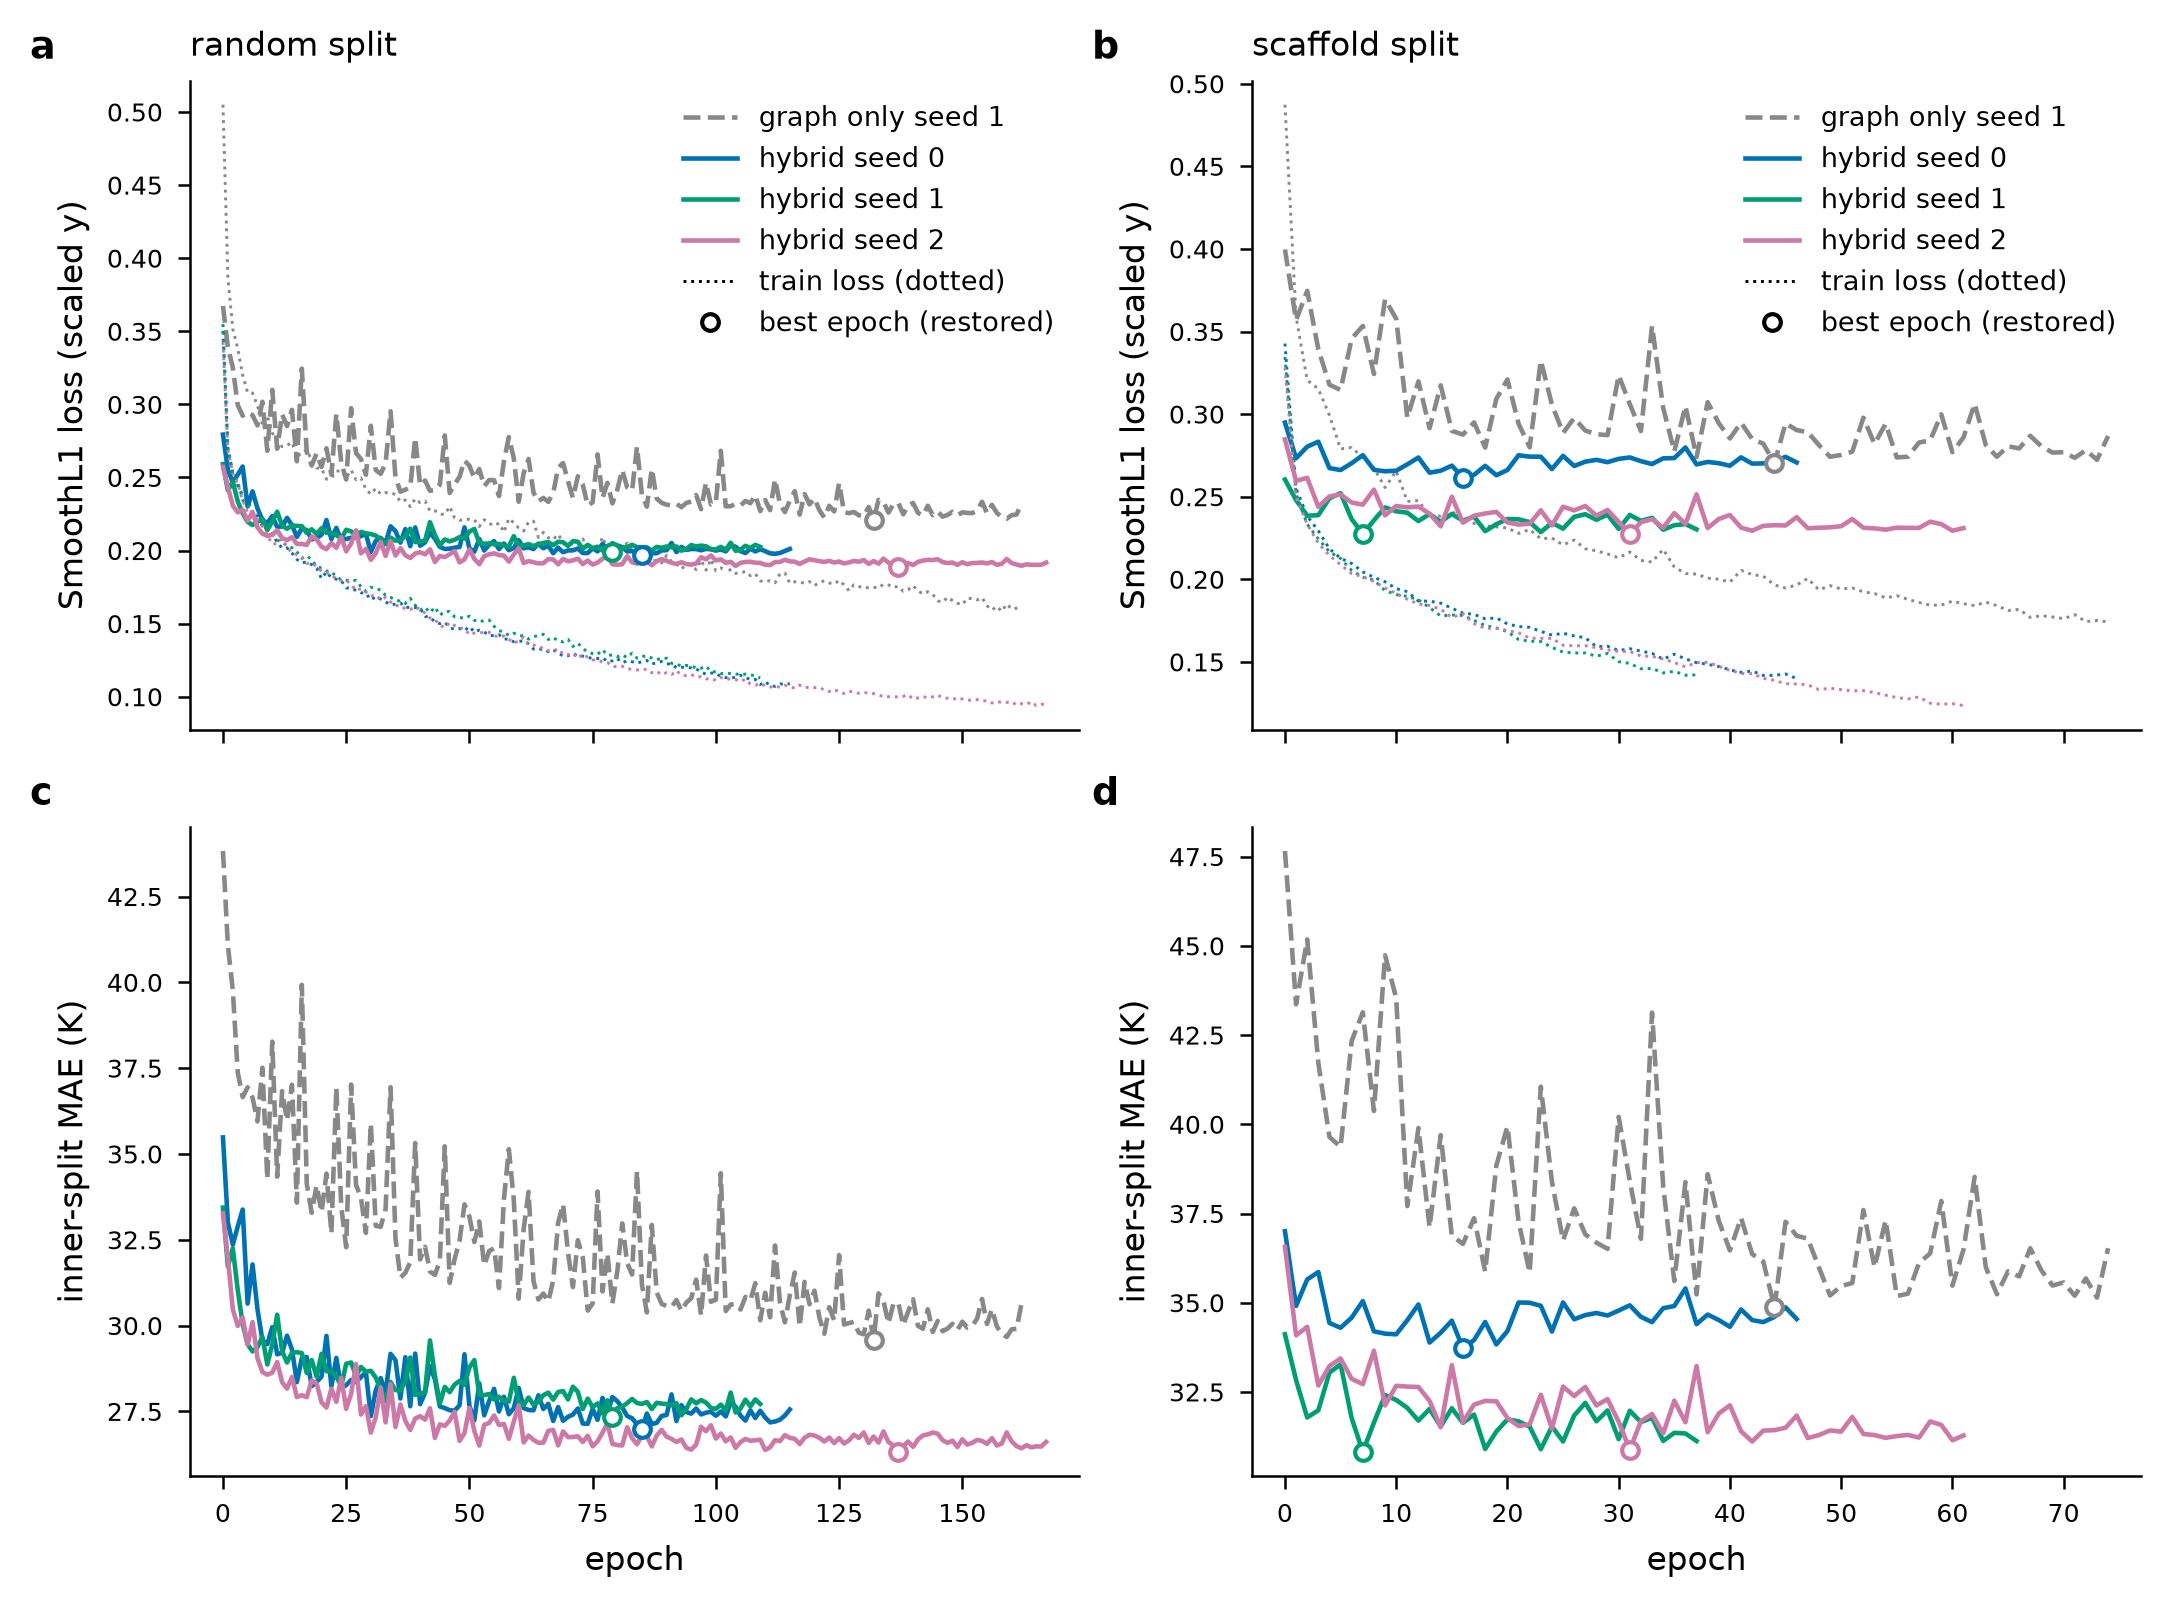 a random split
0.50
0.45
0.40
0.35
0.30
0.25
0.20
0.15
0.10
SmoothL1 loss (scaled y)
graph only seed 1
hybrid seed 0
hybrid seed 1
hybrid seed 2
train loss (dotted)
best epoch (restored)
b scaffold split
0.50
0.45
0.40
0.35
0.30
0.25
0.20
0.15
SmoothL1 loss (scaled y)
graph only seed 1
hybrid seed 0
hybrid seed 1
hybrid seed 2
train loss (dotted)
best epoch (restored)
c
42.5
40.0
37.5
35.0
32.5
30.0
27.5
inner-split MAE (K)
0 25 50 75 100 125 150
epoch
d
47.5
45.0
42.5
40.0
37.5
35.0
32.5
inner-split MAE (K)
0 10 20 30 40 50 60 70
epoch